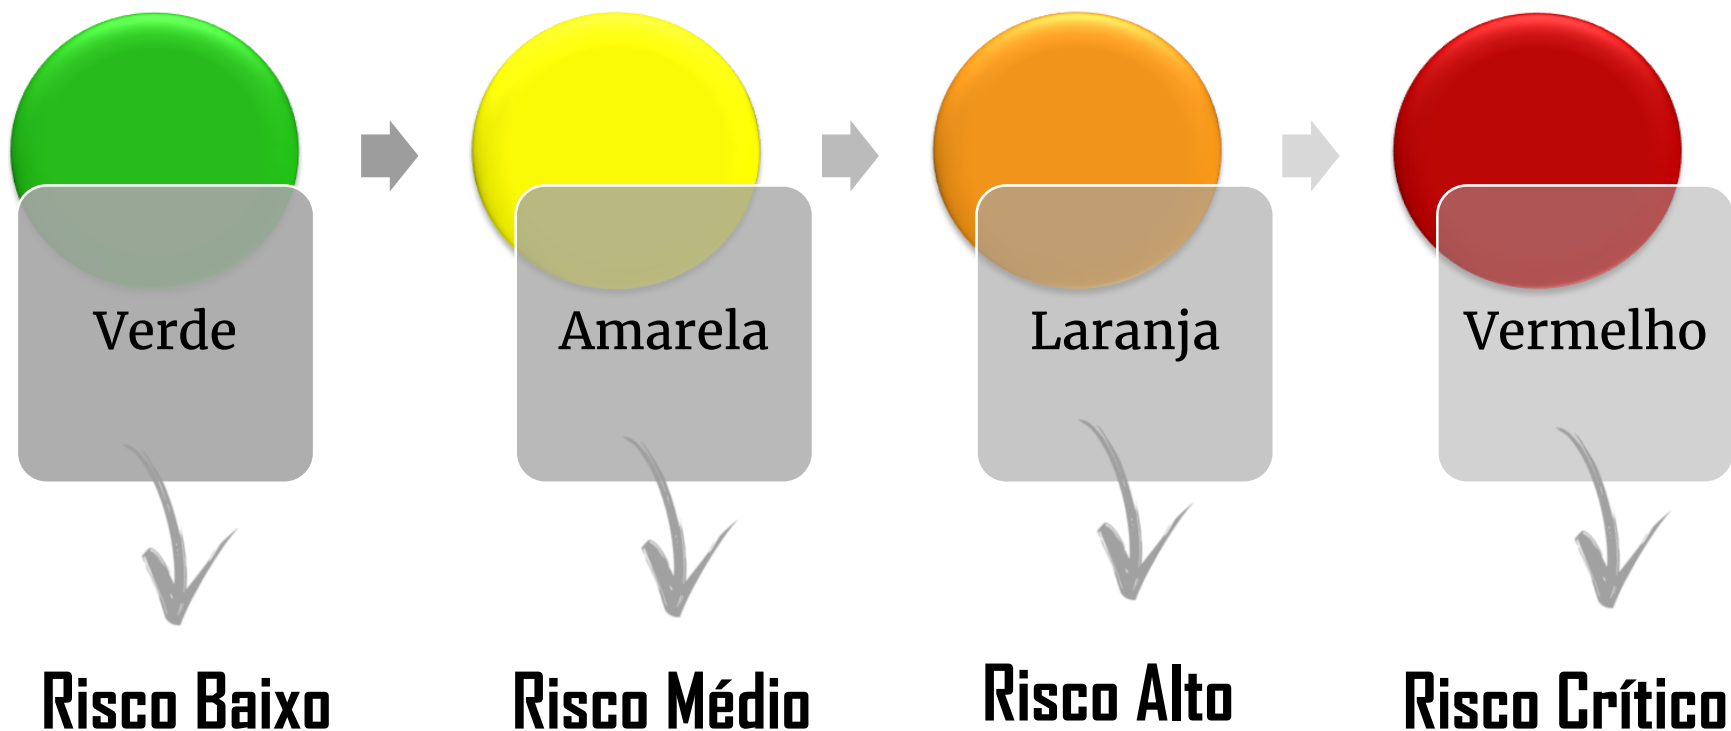 Verde
Amarela
Laranja
Vermelho
Risco Baixo
Risco Médio
Risco Alto
Risco Crítico